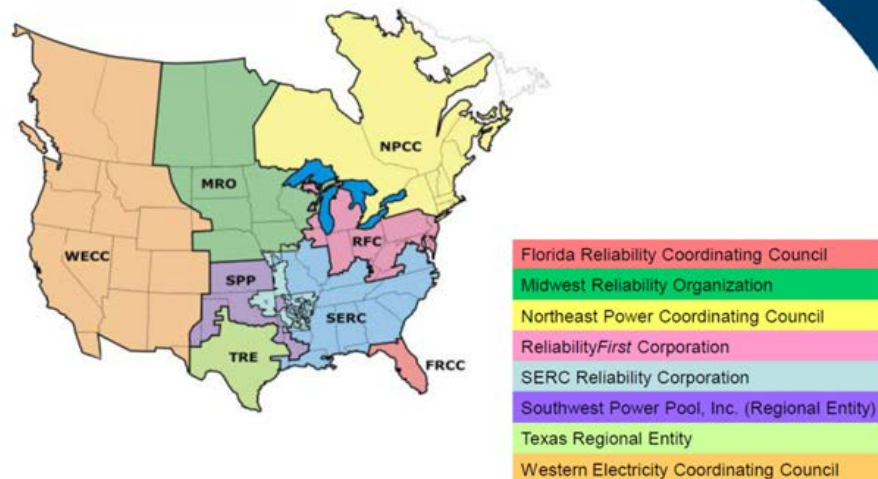 NPCC
MRO
RFC
WECC
SPP
SERC
TRE
FRCC
Florida Reliability Coordinating Council
Midwest Reliability Organization
Northeast Power Coordinating Council
ReliabilityFirst Corporation
SERC Reliability Corporation
Southwest Power Pool, Inc. (Regional Entity)
Texas Regional Entity
Western Electricity Coordinating Council